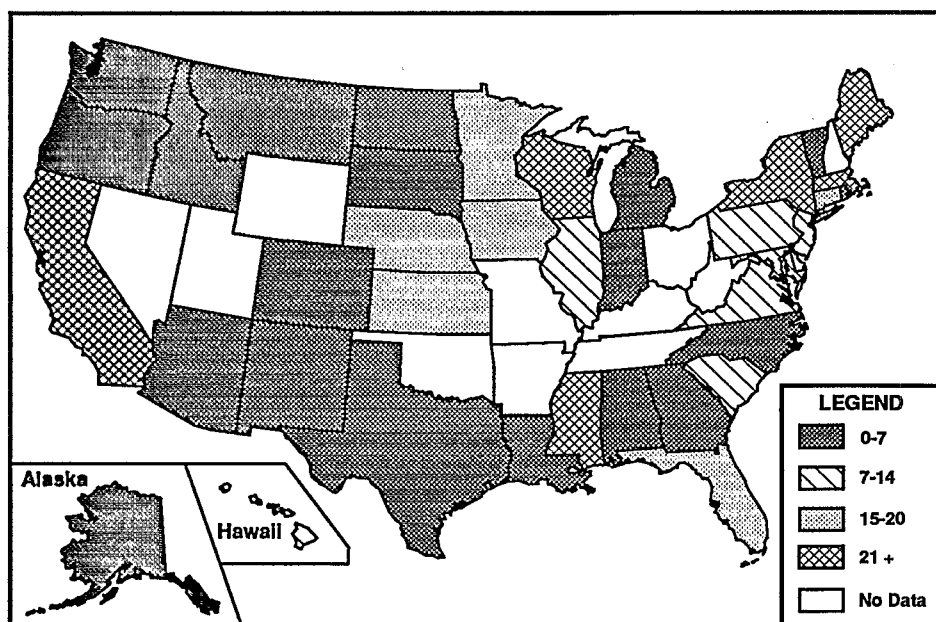 Alaska
Hawaii
LEGEND
0-7
7-14
15-20
21 +
No Data